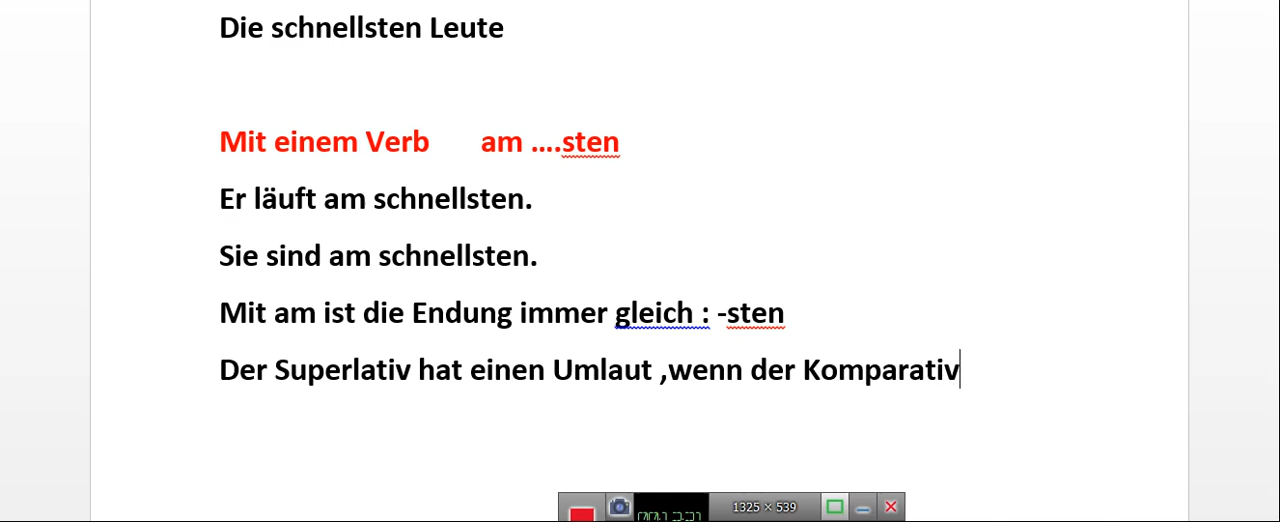 Die schnellsten Leute
Mit einem Verb am ....sten
Er läuft am schnellsten.
Sie sind am schnellsten.
Mit am ist die Endung immer gleich : -sten
Der Superlativ hat einen Umlaut ,wenn der Komparativ
1325 × 539